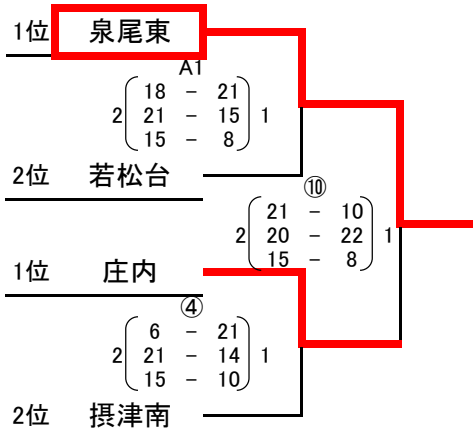 1位 泉尾東
A1
18 － 21
2 21 － 15 1
15 － 8
2位 若松台
⑩
21 － 10
2 20 － 22 1
15 － 8
1位 庄内
④
6 － 21
2 21 － 14 1
15 － 10
2位 摂津南